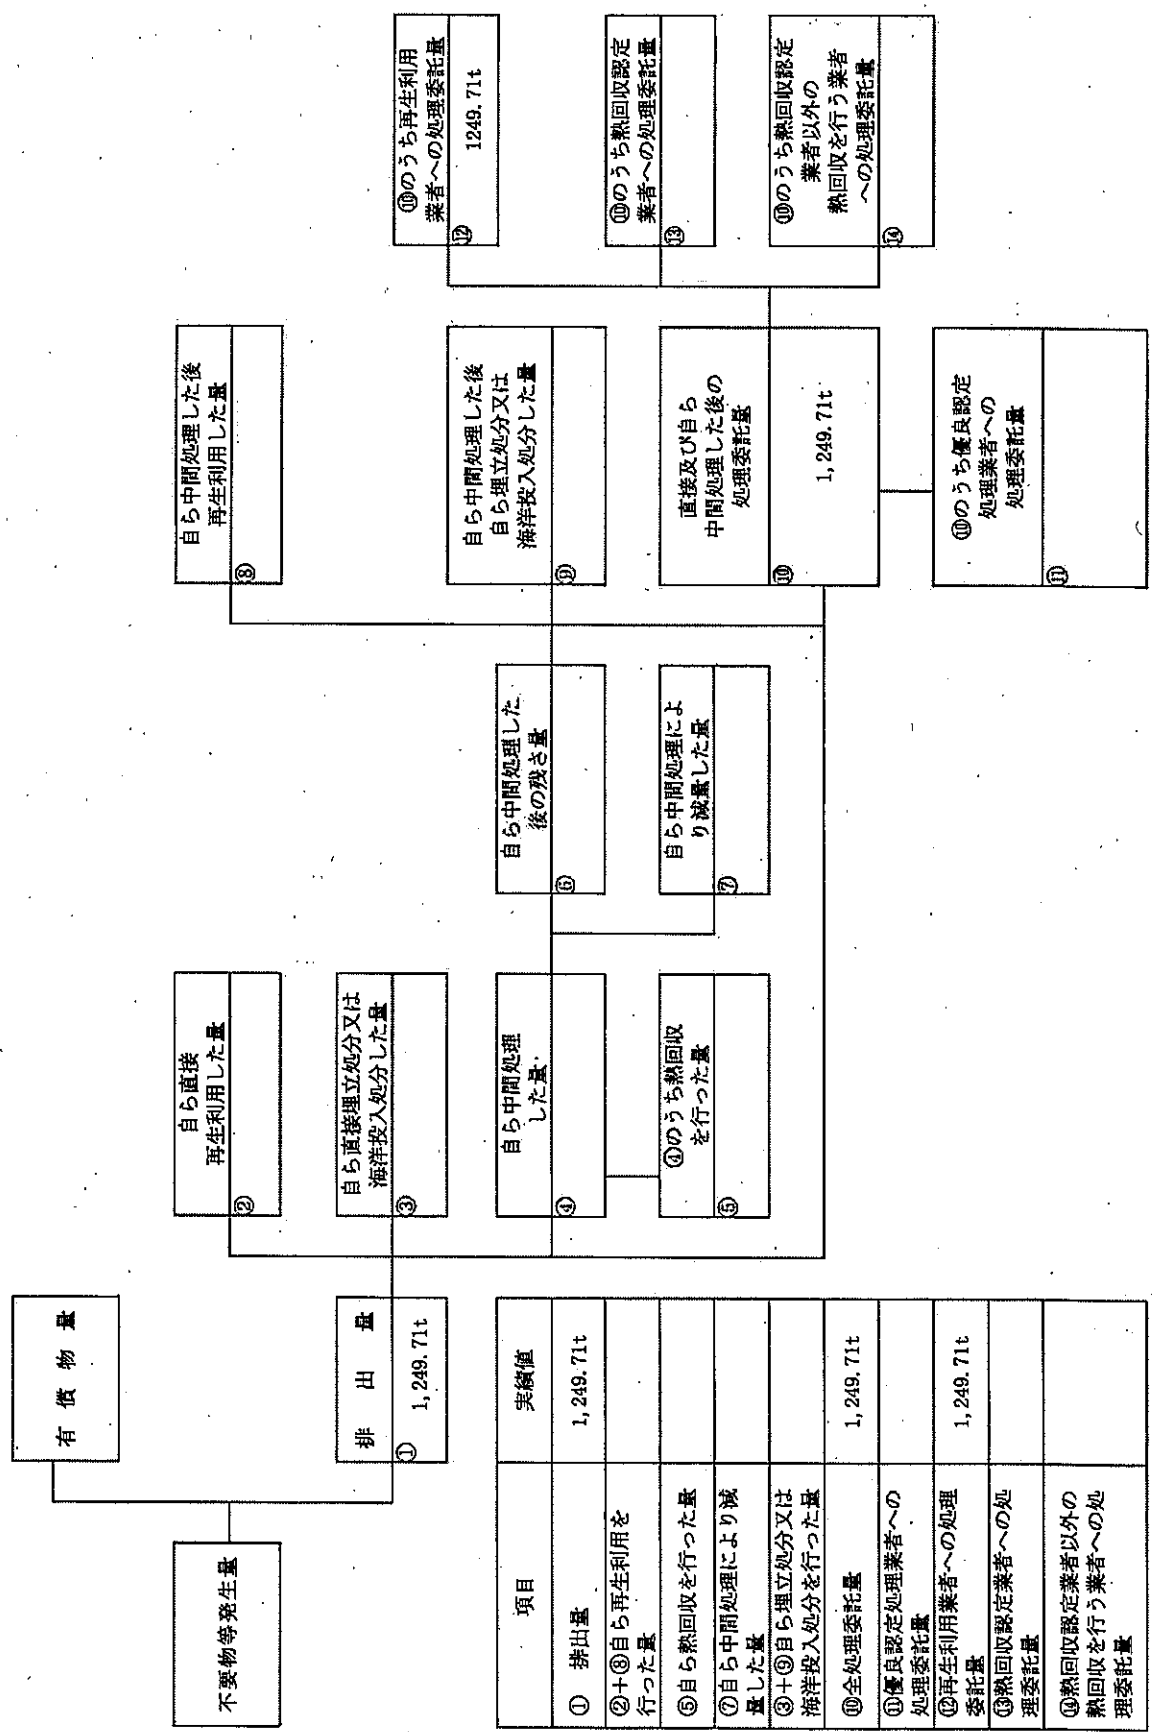 不要物等発生量
有償物量
排出量
①
1,249.71t
自ら直接
再生利用した量
②
自ら直接埋立処分又は
海洋投入処分した量
③
自ら中間処理
した量
④
④のうち熱回収
を行った量
⑤
自ら中間処理した
後の残さ量
⑥
自ら中間処理によ
り減量した量
⑦
自ら中間処理した後
再生利用した量
⑧
自ら中間処理した後
自ら埋立処分又は
海洋投入処分した量
⑨
直接及び自ら
中間処理した後の
処理委託量
⑩
1,249.71t
⑩のうち優良認定
処理業者への
処理委託量
⑪
⑩のうち再生利用
業者への処理委託量
⑫
1249.71t
⑩のうち熱回収認定
業者への処理委託量
⑬
⑩のうち熱回収認定
業者以外の
熱回収を行う業者
への処理委託量
⑭
項目 実績値
① 排出量 1,249.71t
②+⑧自ら再生利用を
行った量
⑤自ら熱回収を行った量
⑦自ら中間処理により減
量した量
③+⑨自ら埋立処分又は
海洋投入処分を行った量
⑩全処理委託量 1,249.71t
⑪優良認定処理業者への
処理委託量
⑫再生利用業者への処理
委託量 1,249.71t
⑬熱回収認定業者への処
理委託量
⑭熱回収認定業者以外の
熱回収を行う業者への処
理委託量